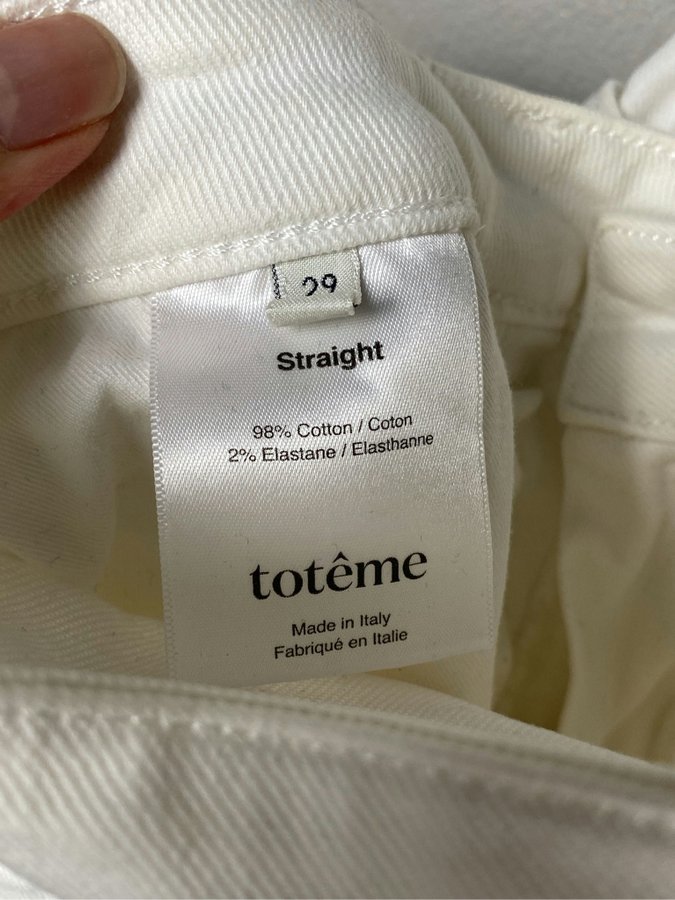 29
Straight
98% Cotton / Coton
2% Elastane / Elasthanne
totême
Made in Italy
Fabriqué en Italie